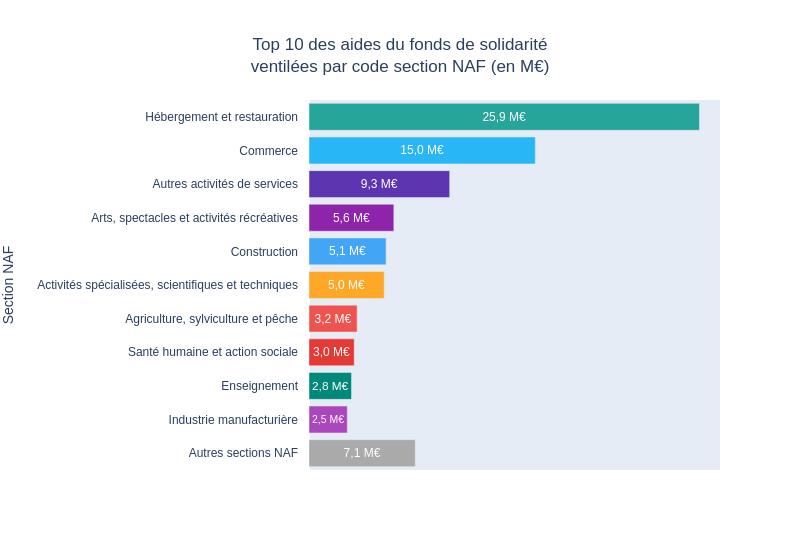 Top 10 des aides du fonds de solidarité
ventilées par code section NAF (en M€)
Section NAF
Hébergement et restauration 25,9 M€
Commerce 15,0 M€
Autres activités de services 9,3 M€
Arts, spectacles et activités récréatives 5,6 M€
Construction 5,1 M€
Activités spécialisées, scientifiques et techniques 5,0 M€
Agriculture, sylviculture et pêche 3,2 M€
Santé humaine et action sociale 3,0 M€
Enseignement 2,8 M€
Industrie manufacturière 2,5 M€
Autres sections NAF 7,1 M€